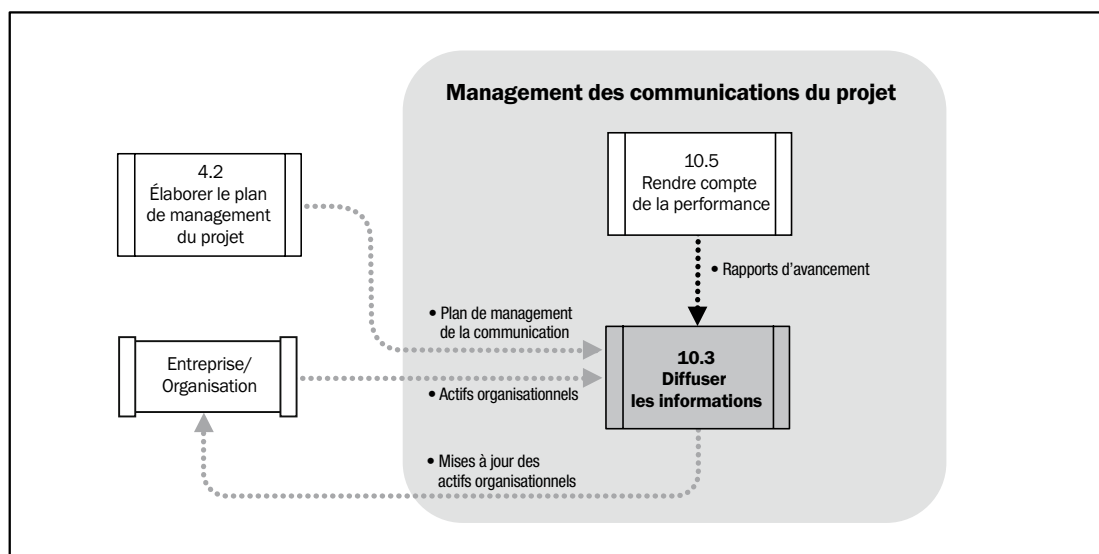 Management des communications du projet
4.2
Élaborer le plan
de management
du projet
10.5
Rendre compte
de la performance
• Rapports d’avancement
• Plan de management
de la communication
Entreprise/
Organisation
• Actifs organisationnels
10.3
Diffuser
les informations
• Mises à jour des
actifs organisationnels